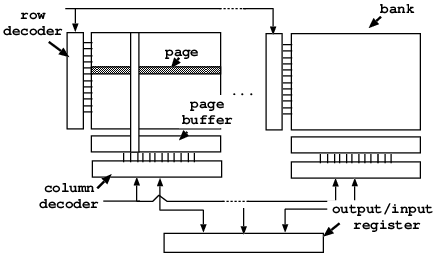 row
decoder
bank
page
. . .
page
buffer
column
decoder
output/input
register